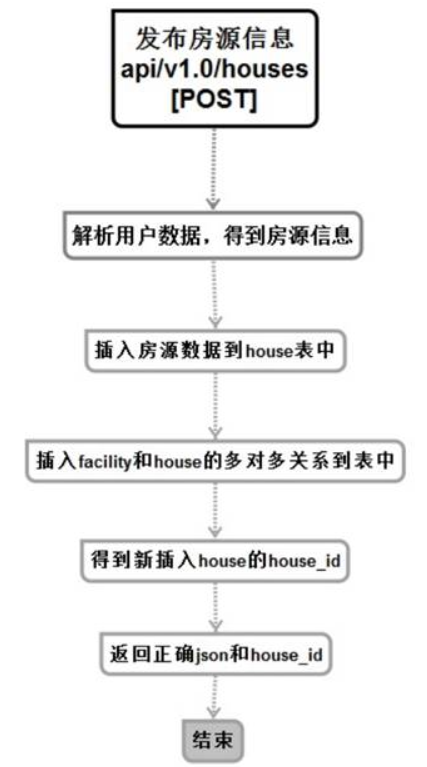 发布房源信息
api/v1.0/houses
[POST]
解析用户数据，得到房源信息
插入房源数据到house表中
插入facility和house的多对多关系到表中
得到新插入house的house_id
返回正确json和house_id
结束